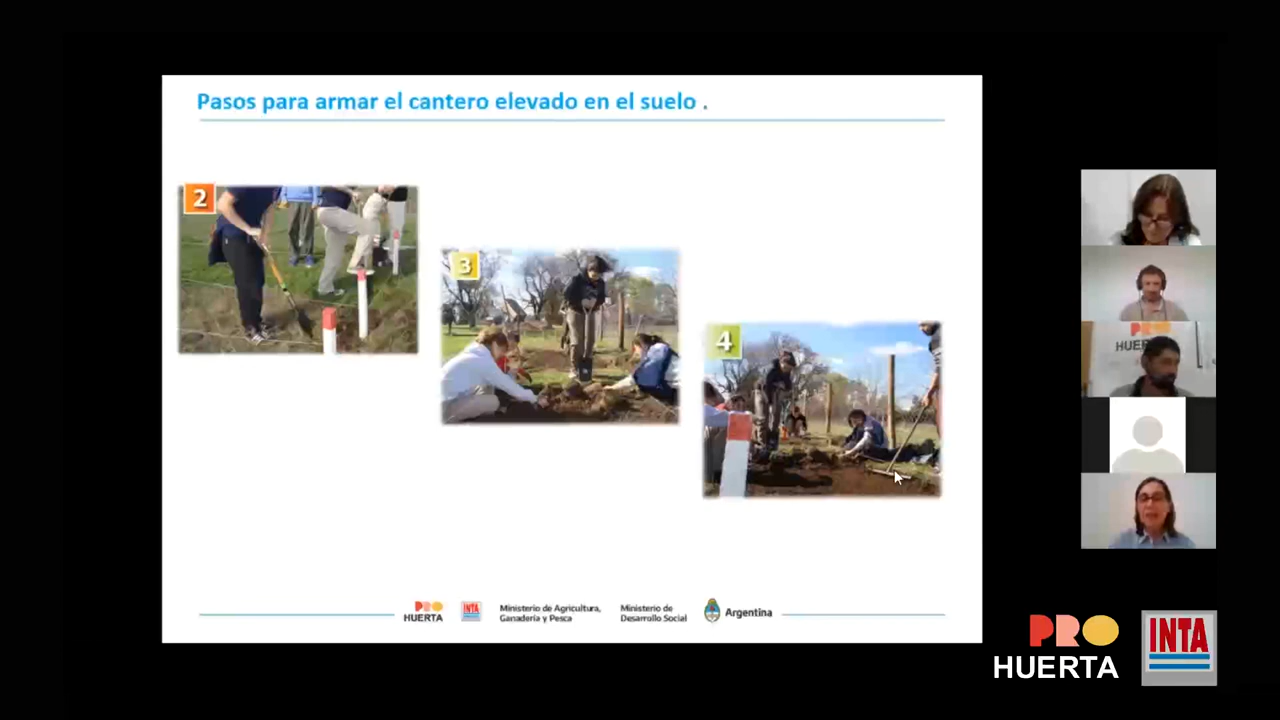 Pasos para armar el cantero elevado en el suelo .
2
3
4
PRO
HUERTA
INTA
Ministerio de Agricultura,
Ganadería y Pesca
Ministerio de
Desarrollo Social
Argentina
HUER
PRO
HUERTA
INTA